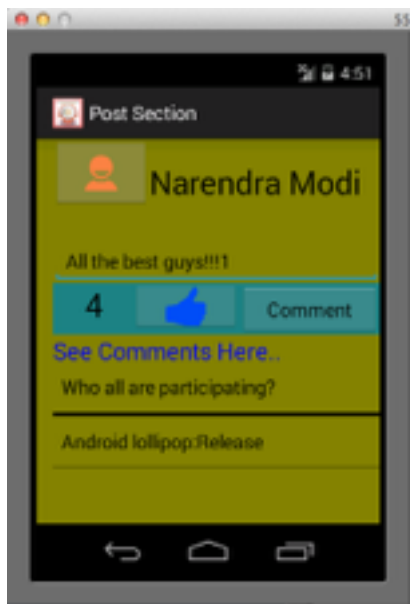 55
4:51
Post Section
Narendra Modi
All the best guys!!!1
4
Comment
See Comments Here..
Who all are participating?
Android lollipop:Release